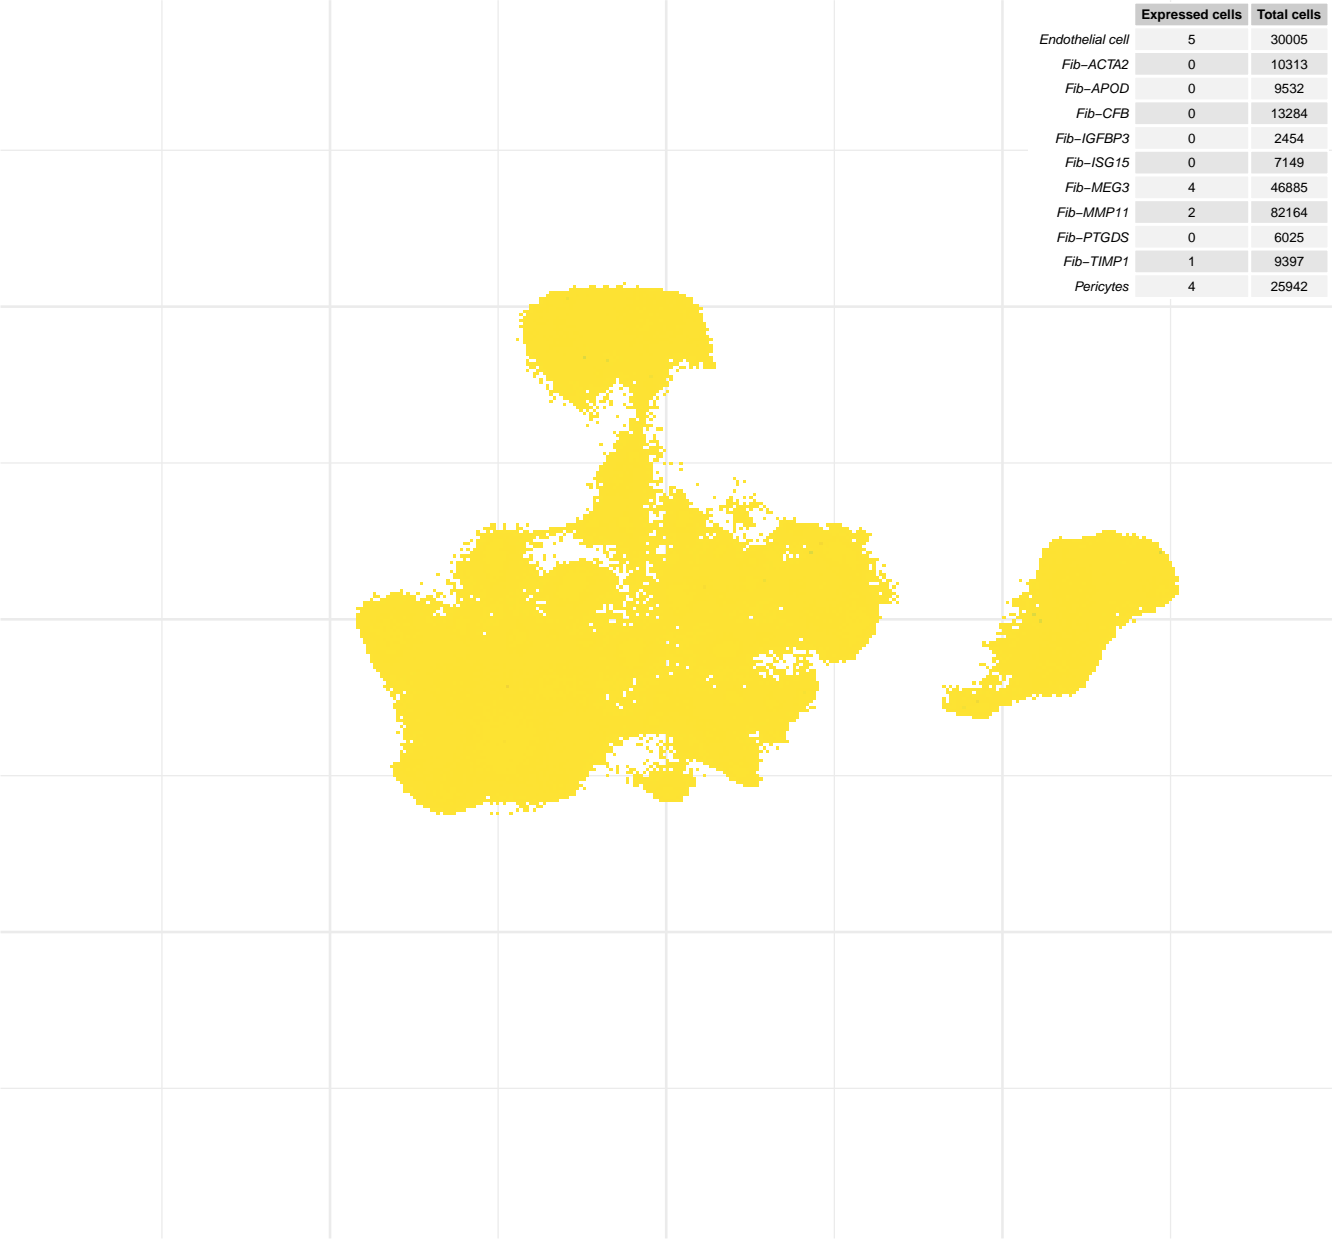 Expressed cells Total cells
Endothelial cell 5 30005
Fib−ACTA2 0 10313
Fib−APOD 0 9532
Fib−CFB 0 13284
Fib−IGFBP3 0 2454
Fib−ISG15 0 7149
Fib−MEG3 4 46885
Fib−MMP11 2 82164
Fib−PTGDS 0 6025
Fib−TIMP1 1 9397
Pericytes 4 25942